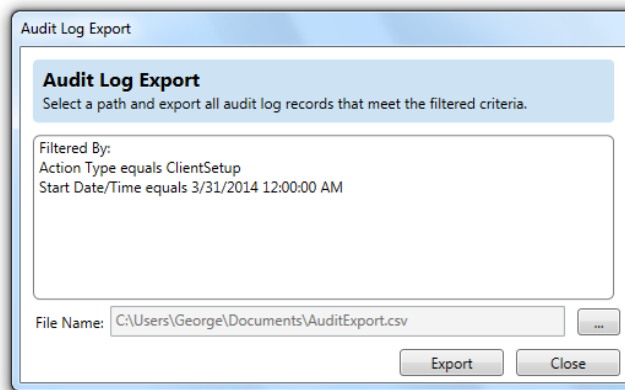 Audit Log Export
Audit Log Export
Select a path and export all audit log records that meet the filtered criteria.
Filtered By:
Action Type equals ClientSetup
Start Date/Time equals 3/31/2014 12:00:00 AM
File Name: C:\Users\George\Documents\AuditExport.csv ...
Export Close